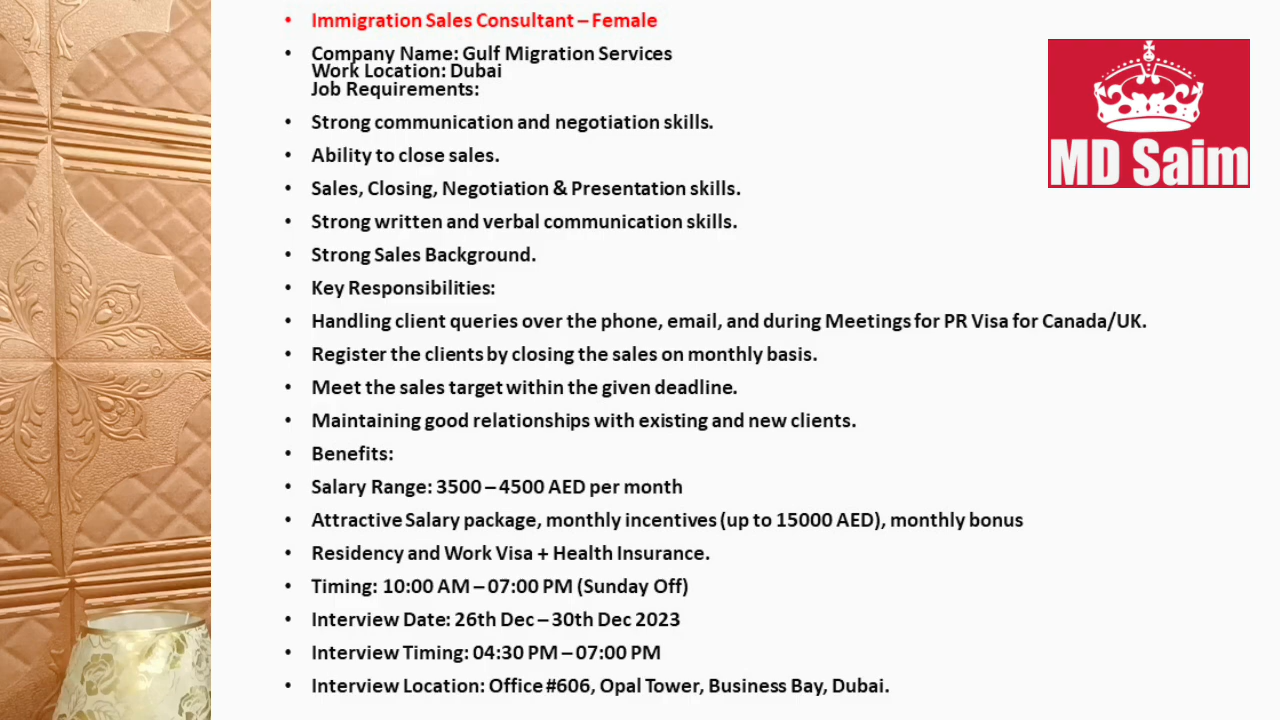 • Immigration Sales Consultant – Female
• Company Name: Gulf Migration Services
Work Location: Dubai
Job Requirements:
• Strong communication and negotiation skills.
• Ability to close sales.
• Sales, Closing, Negotiation & Presentation skills.
• Strong written and verbal communication skills.
• Strong Sales Background.
• Key Responsibilities:
• Handling client queries over the phone, email, and during Meetings for PR Visa for Canada/UK.
• Register the clients by closing the sales on monthly basis.
• Meet the sales target within the given deadline.
• Maintaining good relationships with existing and new clients.
• Benefits:
• Salary Range: 3500 – 4500 AED per month
• Attractive Salary package, monthly incentives (up to 15000 AED), monthly bonus
• Residency and Work Visa + Health Insurance.
• Timing: 10:00 AM – 07:00 PM (Sunday Off)
• Interview Date: 26th Dec – 30th Dec 2023
• Interview Timing: 04:30 PM – 07:00 PM
• Interview Location: Office #606, Opal Tower, Business Bay, Dubai.
MD Saim